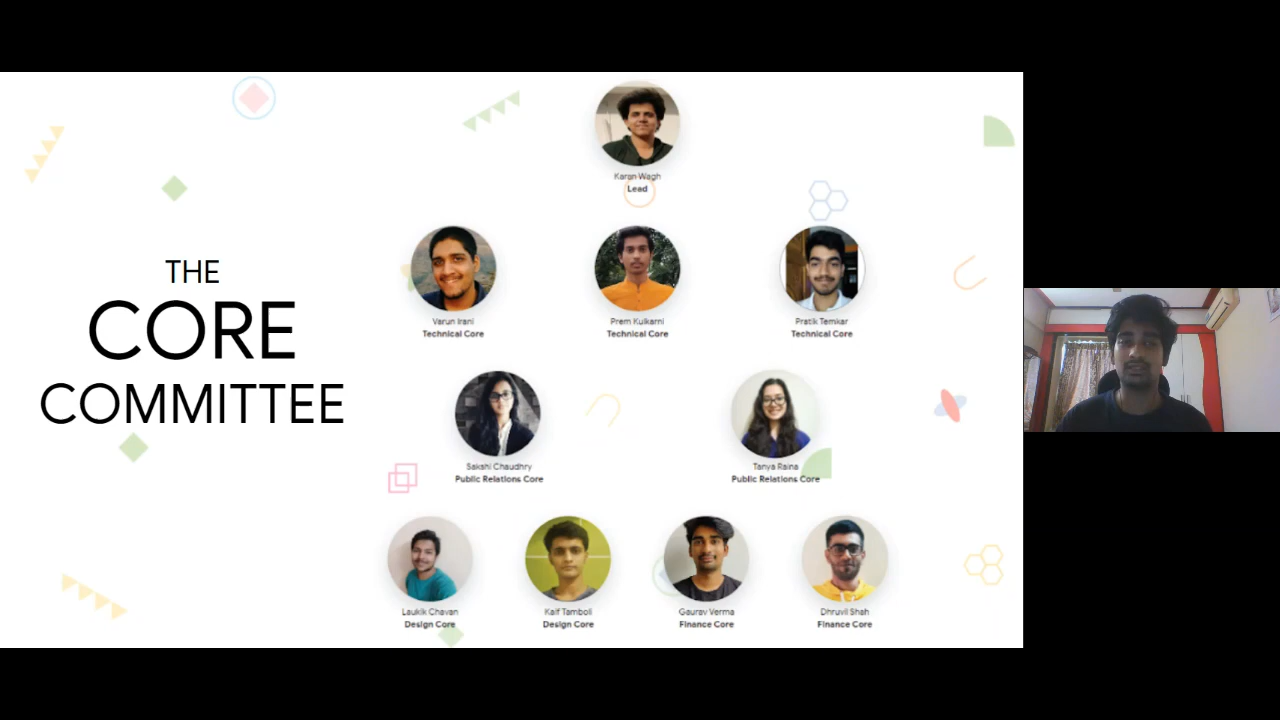 THE
CORE
COMMITTEE
Karan Wagh
Lead
Varun Irani
Technical Core
Prem Kulkarni
Technical Core
Pratik Temkar
Technical Core
Sakshi Chaudhry
Public Relations Core
Tanya Raina
Public Relations Core
Laukik Chavan
Design Core
Kaif Tamboli
Design Core
Gaurav Verma
Finance Core
Dhruvil Shah
Finance Core